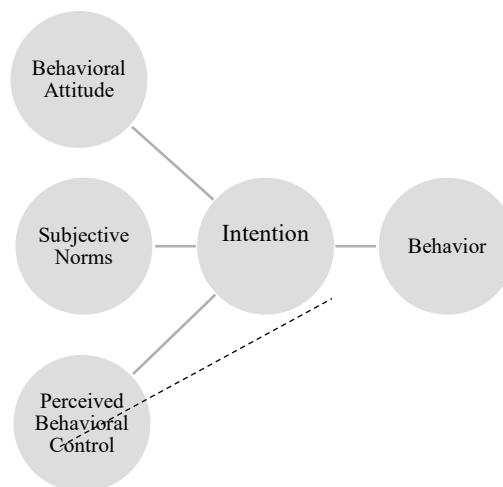 Behavioral
Attitude
Subjective
Norms
Intention
Behavior
Perceived
Behavioral
Control